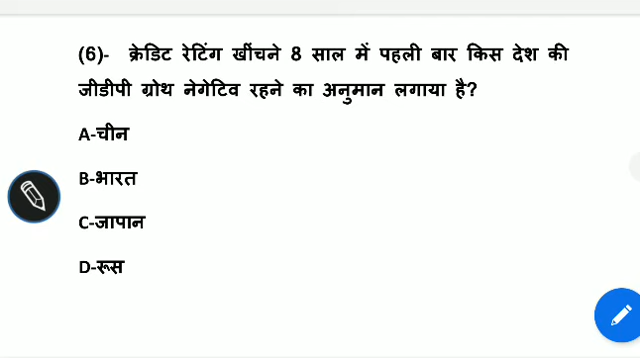 (6)- क्रेडिट रेटिंग खींचने 8 साल में पहली बार किस देश की
जीडीपी ग्रोथ नेगेटिव रहने का अनुमान लगाया है?
A-चीन
B-भारत
C-जापान
D-रूस